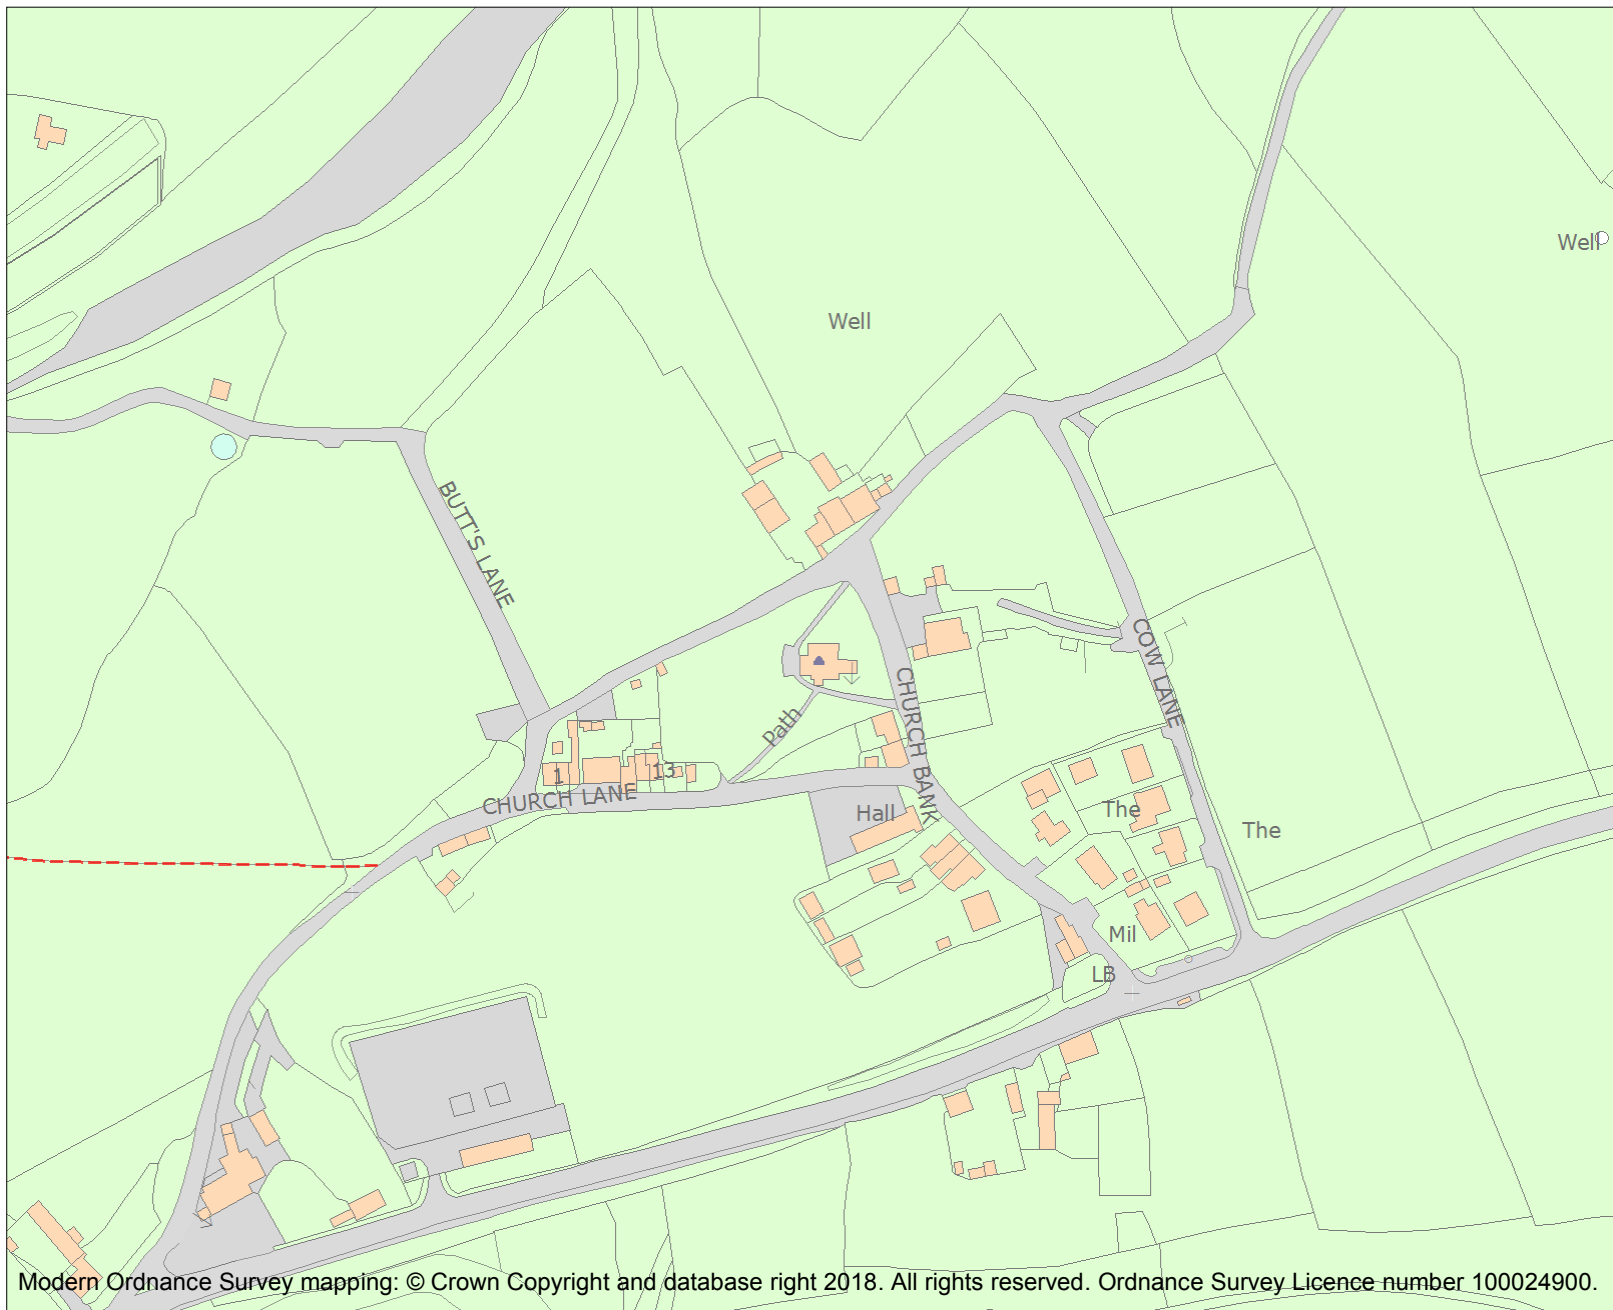 Well
Well
BUTT'S LANE
COW LANE
CHURCH BANK
Path
1
13
CHURCH LANE
Hall
The
The
Mil
LB
Modern Ordnance Survey mapping: © Crown Copyright and database right 2018. All rights reserved. Ordnance Survey Licence number 100024900.